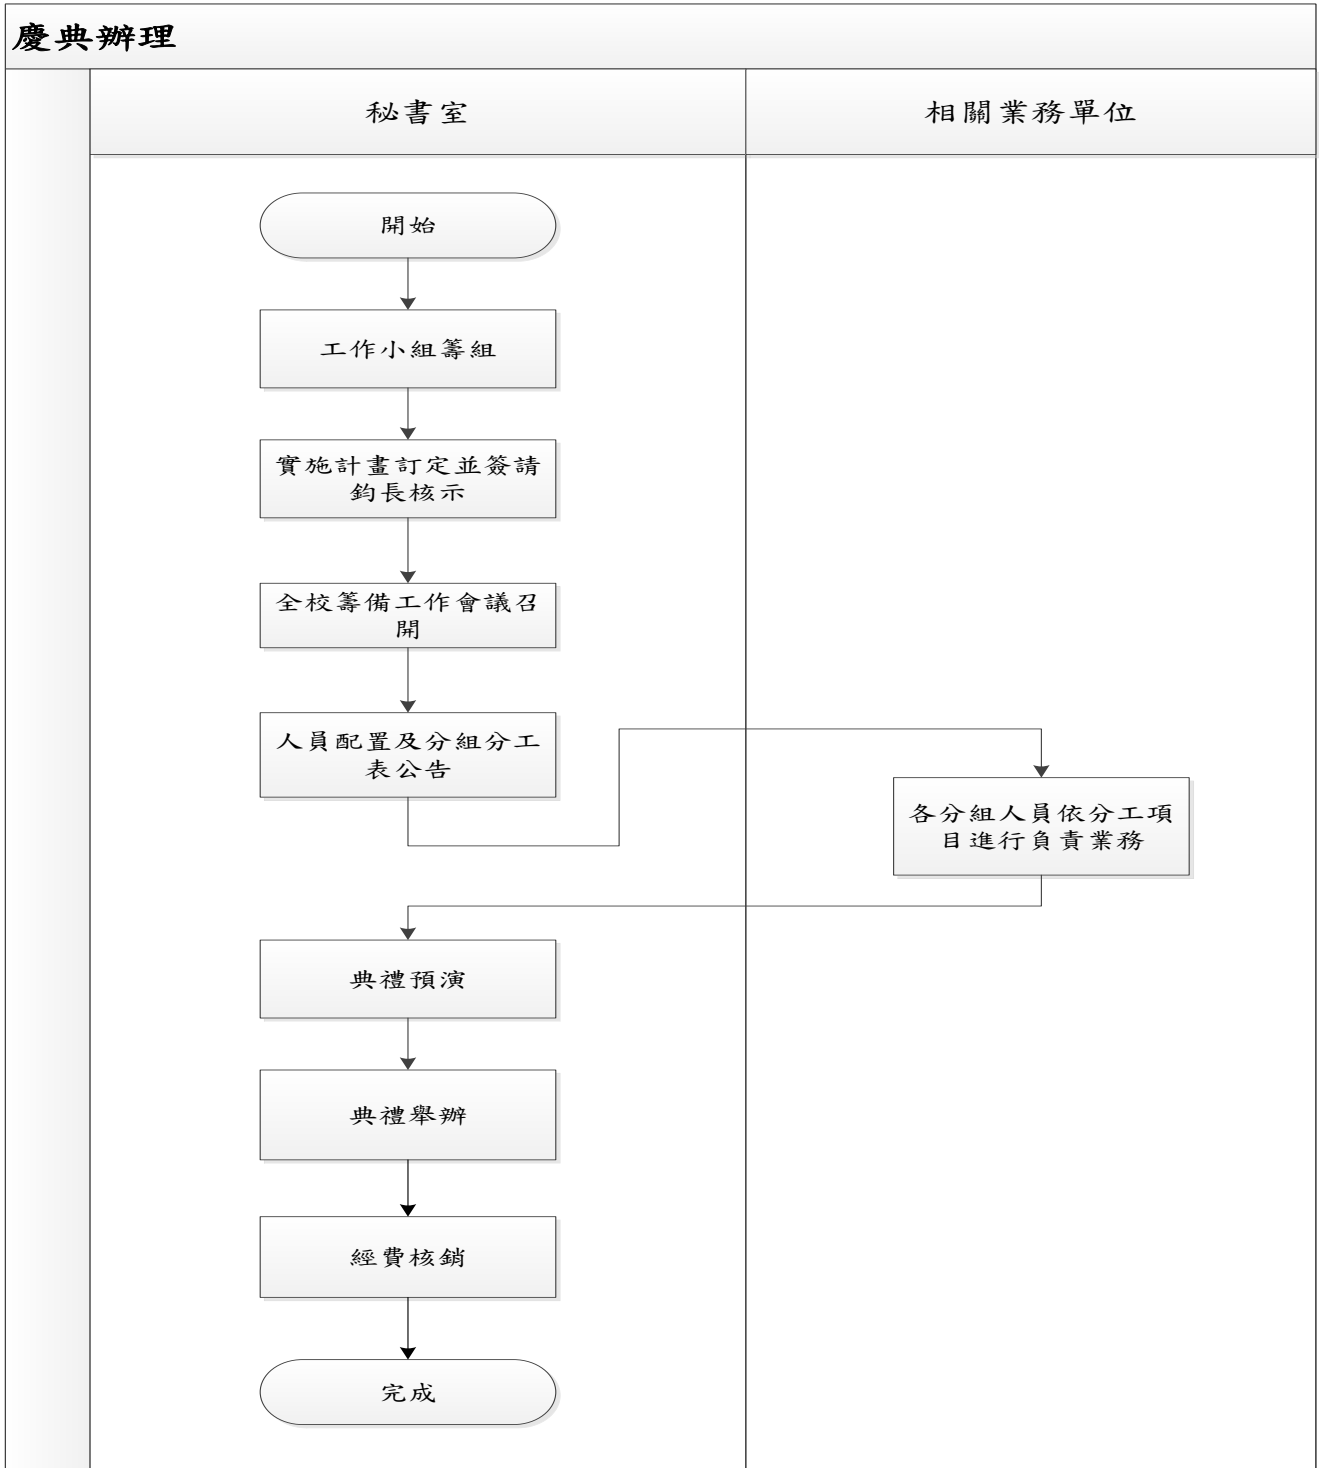 慶典辦理
秘書室
相關業務單位
開始
工作小組籌組
實施計畫訂定並簽請
鈞長核示
全校籌備工作會議召
開
人員配置及分組分工
表公告
各分組人員依分工項
目進行負責業務
典禮預演
典禮舉辦
經費核銷
完成